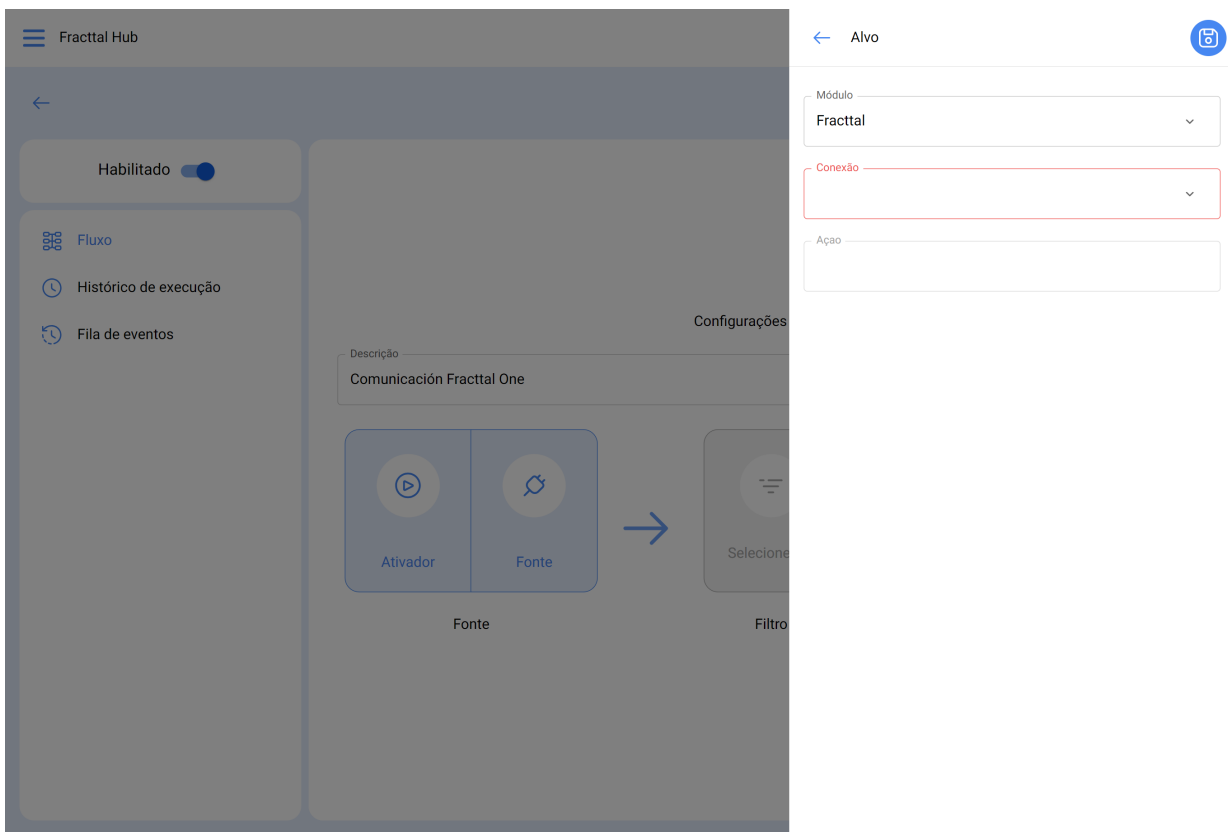 Fracttal Hub
Habilitado
Fluxo
Histórico de execução
Fila de eventos
Configurações
Descrição
Comunicación Fracttal One
Ativador
Fonte
Selecione
Fonte
Filtro
Alvo
Módulo
Fracttal
Conexão
Açao